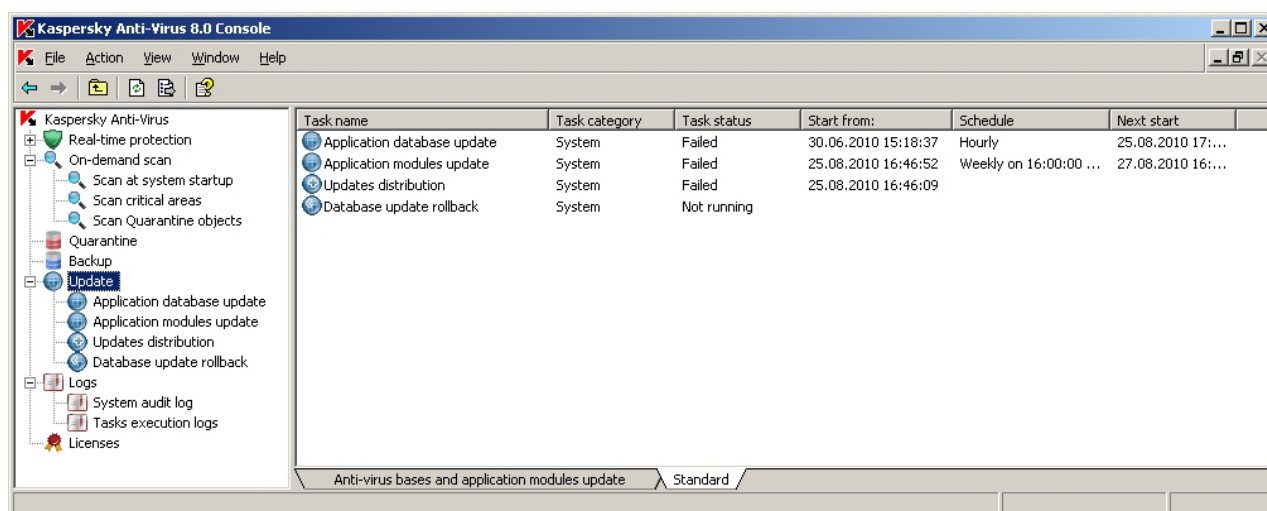 Kaspersky Anti-Virus 8.0 Console
File Action View Window Help
Kaspersky Anti-Virus
Real-time protection
On-demand scan
Scan at system startup
Scan critical areas
Scan Quarantine objects
Quarantine
Backup
Update
Application database update
Application modules update
Updates distribution
Database update rollback
Logs
System audit log
Tasks execution logs
Licenses
Task name Task category Task status Start from: Schedule Next start
Application database update System Failed 30.06.2010 15:18:37 Hourly 25.08.2010 17:...
Application modules update System Failed 25.08.2010 16:46:52 Weekly on 16:00:00 ... 27.08.2010 16:...
Updates distribution System Failed 25.08.2010 16:46:09
Database update rollback System Not running
Anti-virus bases and application modules update Standard